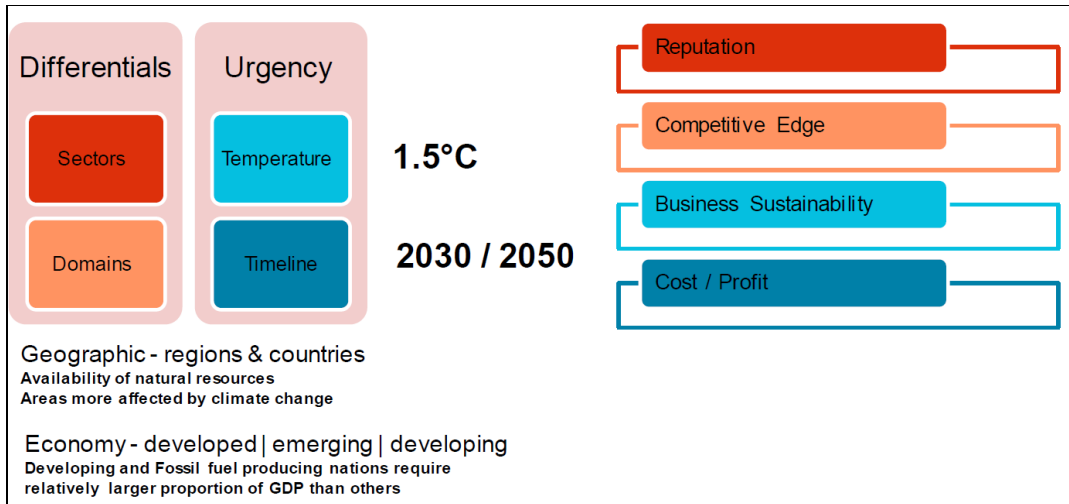 Differentials
Urgency
Sectors
Temperature
1.5°C
Domains
Timeline
2030 / 2050
Geographic - regions & countries
Availability of natural resources
Areas more affected by climate change
Economy - developed | emerging | developing
Developing and Fossil fuel producing nations require
relatively larger proportion of GDP than others
Reputation
Competitive Edge
Business Sustainability
Cost / Profit